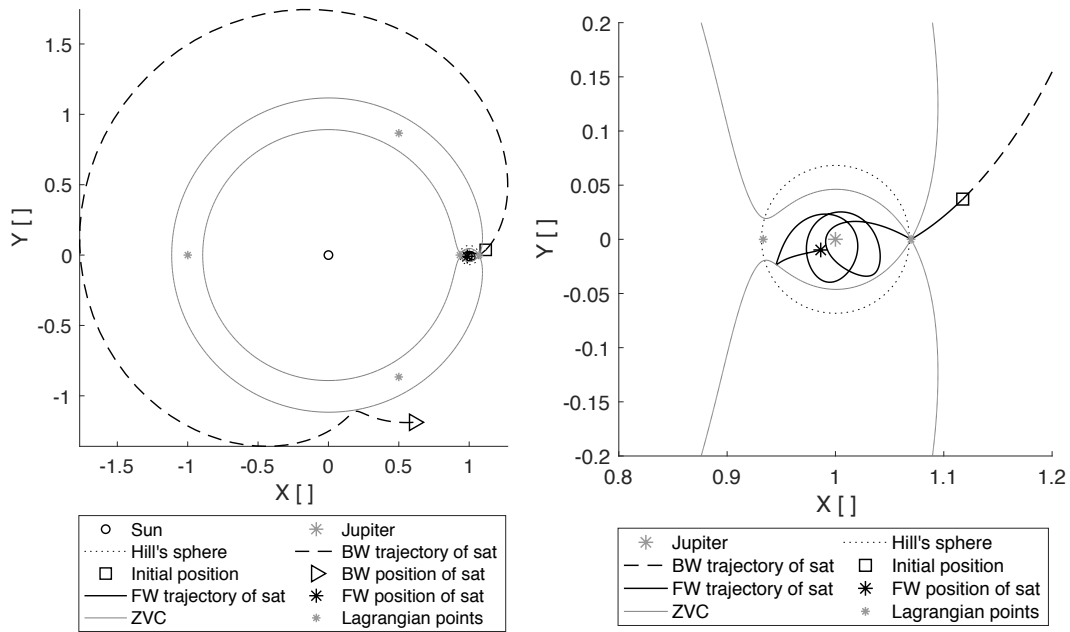 1.5
1
0.5
0
-0.5
-1
Y [ ]
-1.5 -1 -0.5 0 0.5 1
X [ ]
Sun Jupiter
Hill's sphere BW trajectory of sat
Initial position BW position of sat
FW trajectory of sat FW position of sat
ZVC Lagrangian points
0.2
0.15
0.1
0.05
0
-0.05
-0.1
-0.15
-0.2
Y [ ]
0.8 0.9 1 1.1 1.2
X [ ]
Jupiter Hill's sphere
BW trajectory of sat Initial position
FW trajectory of sat FW position of sat
ZVC Lagrangian points